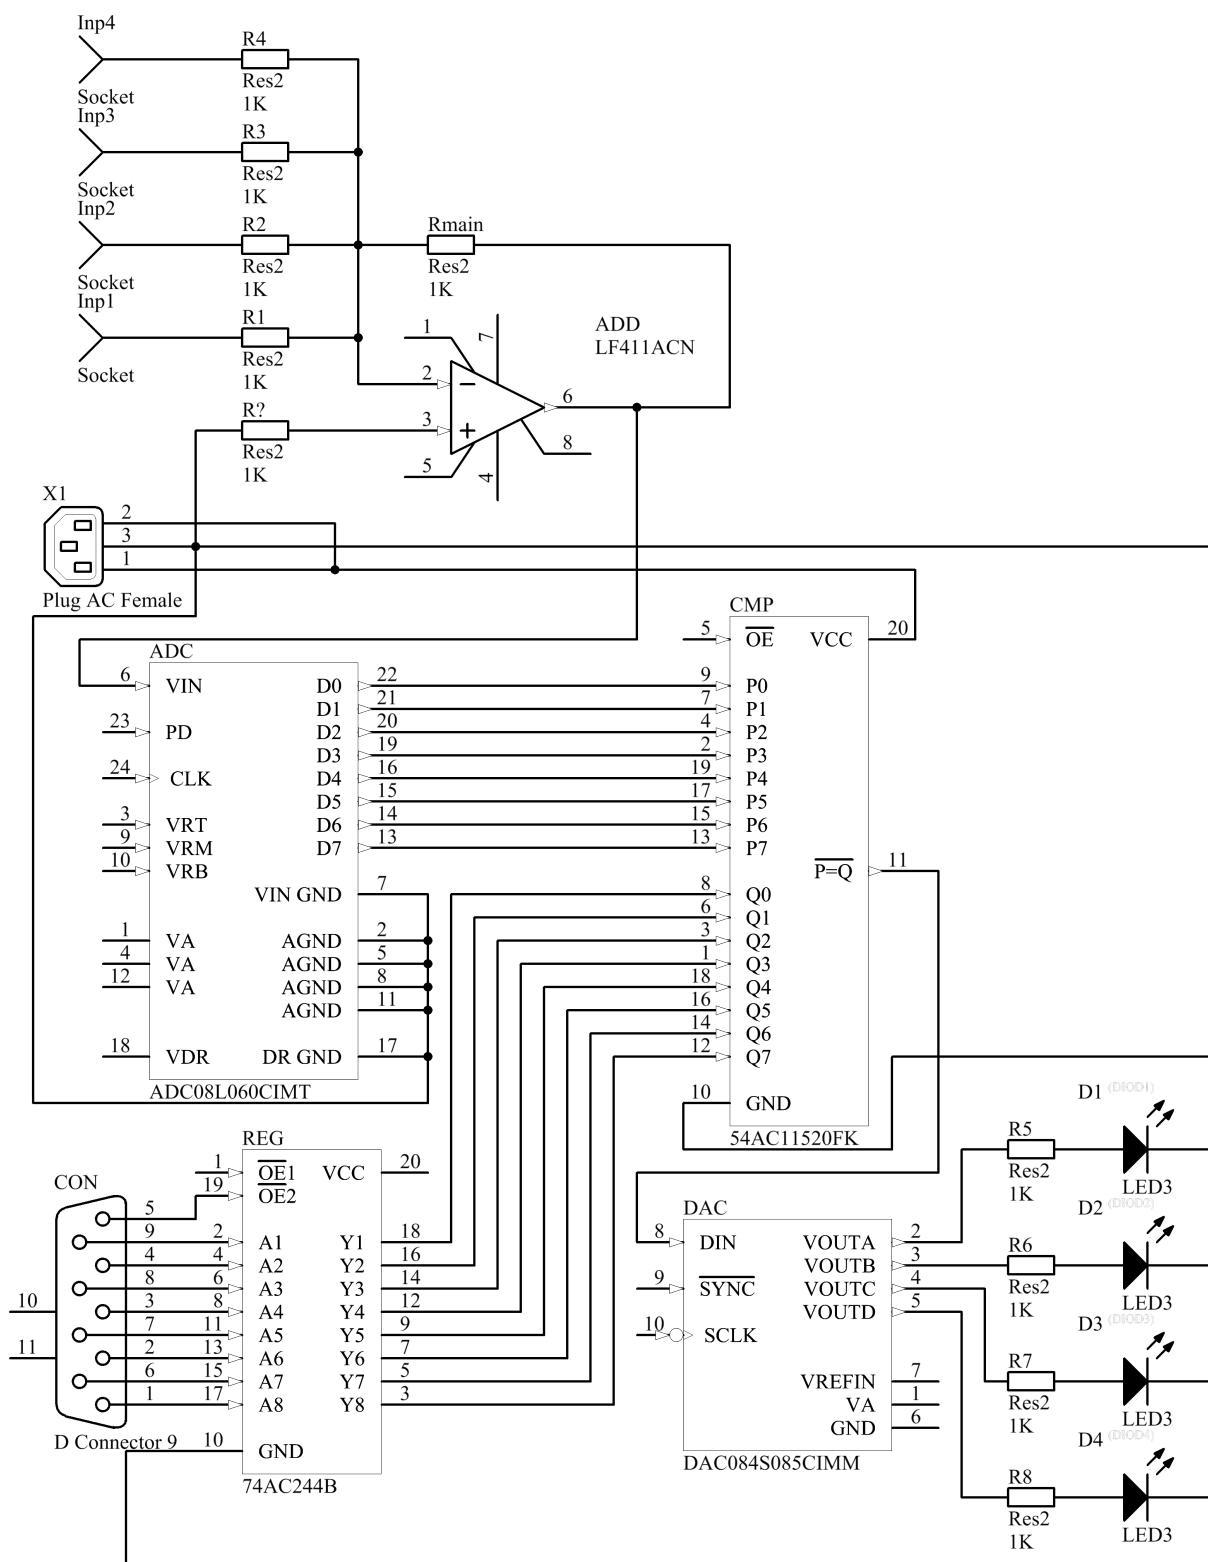 Inp4
R4
Res2
1K
Socket
Inp3
R3
Res2
1K
Socket
Inp2
R2
Res2
1K
Socket
Inp1
R1
Res2
1K
Socket
Rmain
Res2
1K
ADD
LF411ACN
1
7
2
3
6
8
5
4
R?
Res2
1K
X1
2
3
1
Plug AC Female
CMP
5 OE VCC 20
ADC
6 VIN D0 22 9 P0
D1 21 7 P1
23 PD D2 20 4 P2
D3 19 2 P3
24 CLK D4 16 19 P4
D5 15 17 P5
3 VRT D6 14 15 P6
9 VRM D7 13 13 P7
10 VRB P=Q 11
VIN GND 7 8 Q0
6 Q1
1 VA AGND 2 3 Q2
4 VA AGND 5 1 Q3
12 VA AGND 8 18 Q4
AGND 11 16 Q5
14 Q6
18 VDR DR GND 17 12 Q7
ADC08L060CIMT
10 GND
54AC11520FK
REG
1 OE1 VCC 20
19 OE2
CON
5
9 2 A1 Y1 18
4 4 A2 Y2 16
8 6 A3 Y3 14
10 3 8 A4 Y4 12
7 11 A5 Y5 9
11 2 13 A6 Y6 7
6 15 A7 Y7 5
1 17 A8 Y8 3
D Connector 9
10 GND
74AC244B
DAC
8 DIN VOUTA 2
VOUTB 3
9 SYNC VOUTC 4
VOUTD 5
10 SCLK
VREFIN 7
VA 1
GND 6
DAC084S085CIMM
D1 (DIOD1)
R5
Res2
1K
LED3
D2 (DIOD2)
R6
Res2
1K
LED3
D3 (DIOD3)
R7
Res2
1K
LED3
D4 (DIOD4)
R8
Res2
1K
LED3